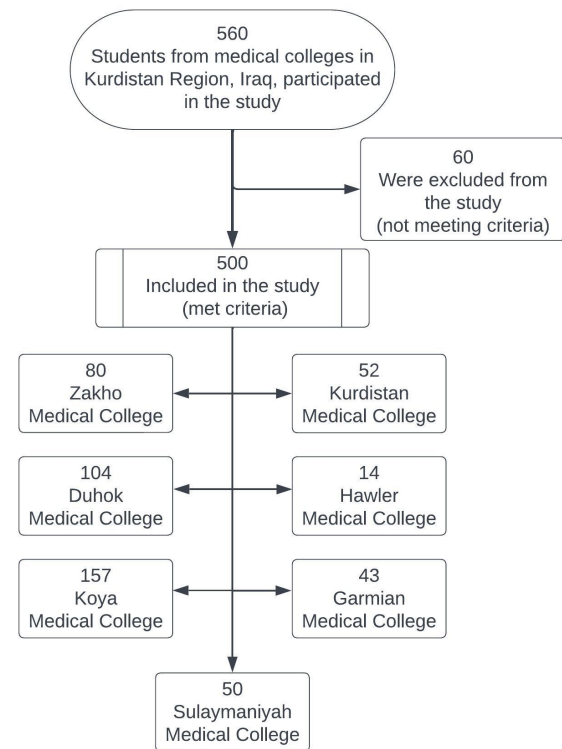 560
Students from medical colleges in
Kurdistan Region, Iraq, participated
in the study
60
Were excluded from
the study
(not meeting criteria)
500
Included in the study
(met criteria)
80
Zakho
Medical College
52
Kurdistan
Medical College
104
Duhok
Medical College
14
Hawler
Medical College
157
Koya
Medical College
43
Garmian
Medical College
50
Sulaymaniyah
Medical College